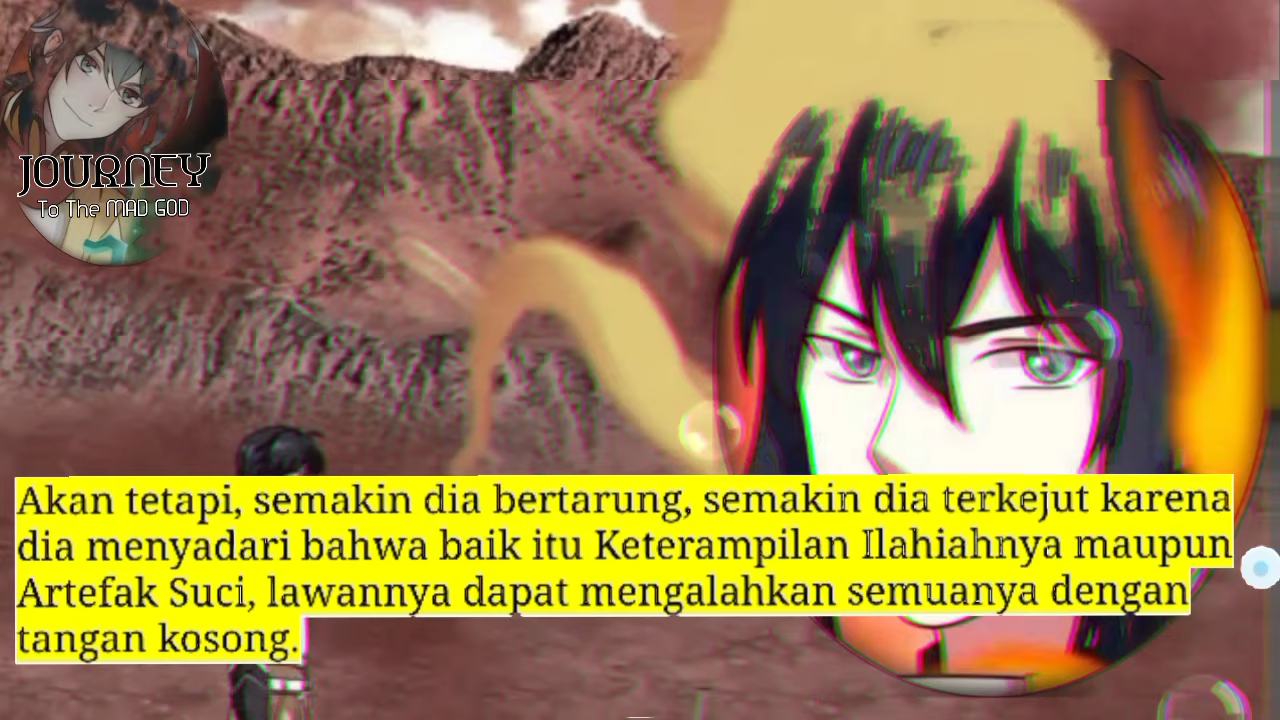 JOURNEY
To The MAD GOD
Akan tetapi, semakin dia bertarung, semakin dia terkejut karena
dia menyadari bahwa baik itu Keterampilan Ilahiahnya maupun
Artefak Suci, lawannya dapat mengalahkan semuanya dengan
tangan kosong.